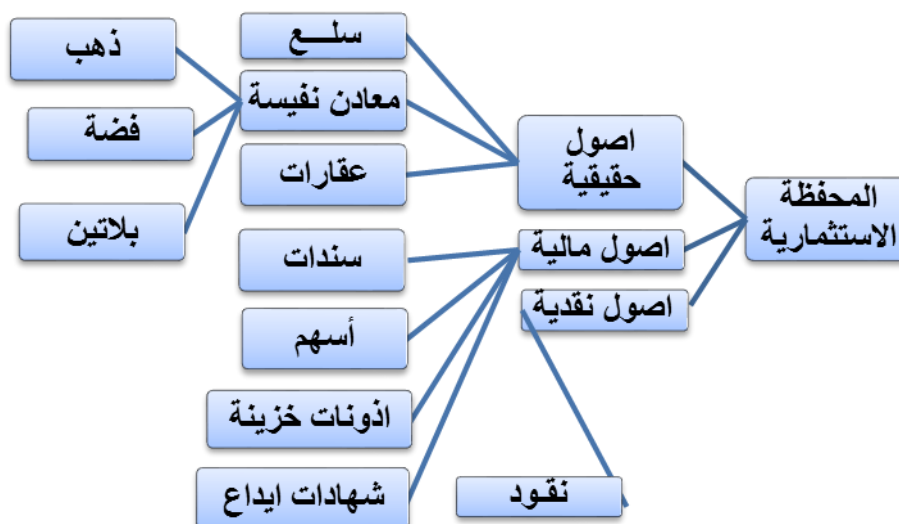 المحفظة
الاستثمارية
اصول
حقيقية
اصول مالية
اصول نقدية
سلـــع
معادن نفيسة
عقارات
سندات
أسهم
اذونات خزينة
شهادات ايداع
نقـود
ذهب
فضة
بلاتين